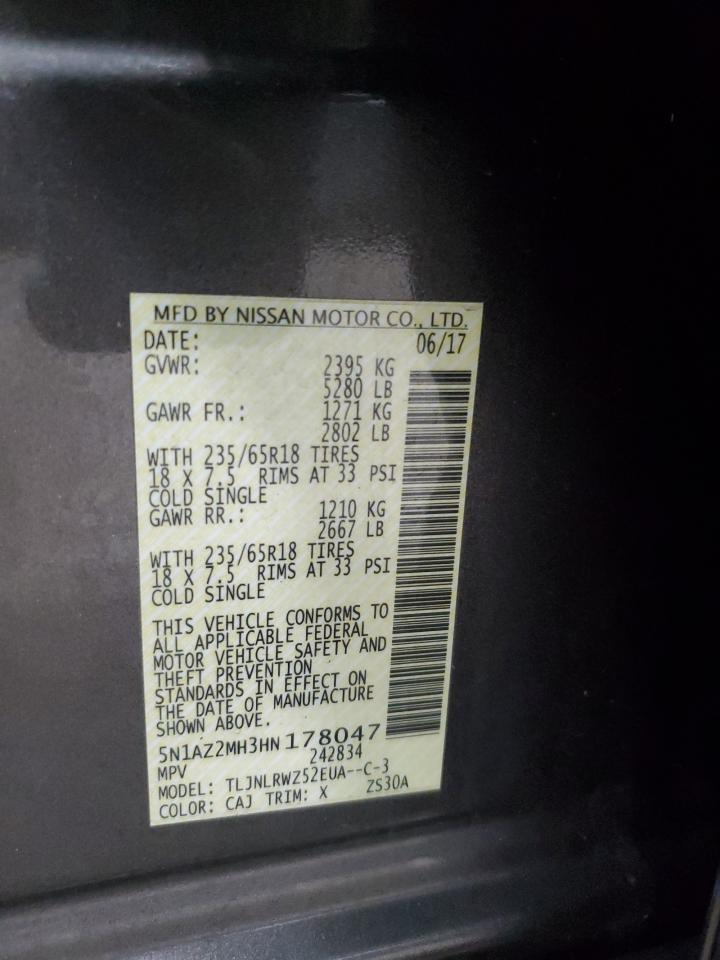 MFD BY NISSAN MOTOR CO., LTD.
DATE: 06/17
GVWR: 2395 KG
5280 LB
GAWR FR.: 1271 KG
2802 LB
WITH 235/65R18 TIRES
18 X 7.5 RIMS AT 33 PSI
COLD SINGLE
GAWR RR.: 1210 KG
2667 LB
WITH 235/65R18 TIRES
18 X 7.5 RIMS AT 33 PSI
COLD SINGLE
THIS VEHICLE CONFORMS TO
ALL APPLICABLE FEDERAL
MOTOR VEHICLE SAFETY AND
THEFT PREVENTION
STANDARDS IN EFFECT ON
THE DATE OF MANUFACTURE
SHOWN ABOVE.
5N1AZ2MH3HN178047
MPV 242834
MODEL: TLJNLRWZ52EUA--C-3
COLOR: CAJ TRIM: X ZS30A